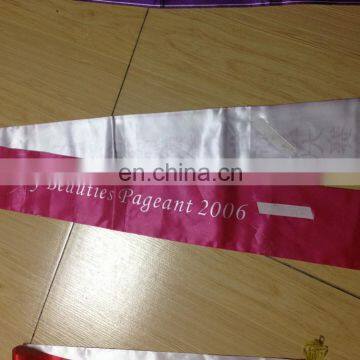 en.china.cn
Beauties Pageant 2006